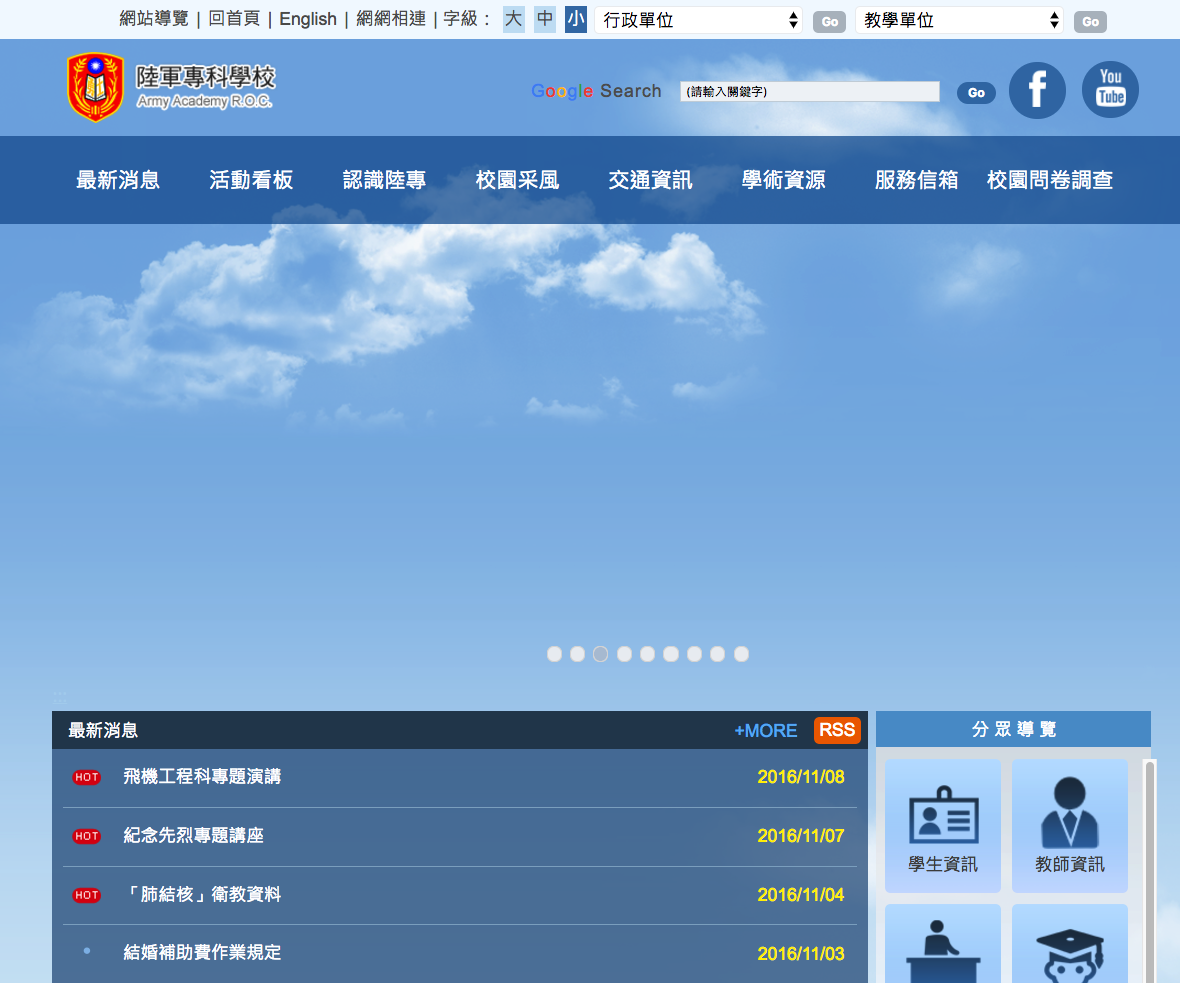 網站導覽 | 回首頁 | English | 網網相連 | 字級： 大 中 小 行政單位 Go 教學單位 Go
陸軍專科學校
Army Academy R.O.C.
Google Search (請輸入關鍵字) Go f You Tube
最新消息 活動看板 認識陸專 校園采風 交通資訊 學術資源 服務信箱 校園問卷調查
:::
最新消息 +MORE RSS
HOT 飛機工程科專題演講 2016/11/08
HOT 紀念先烈專題講座 2016/11/07
HOT 「肺結核」衛教資料 2016/11/04
結婚補助費作業規定 2016/11/03
分眾導覽
學生資訊 教師資訊